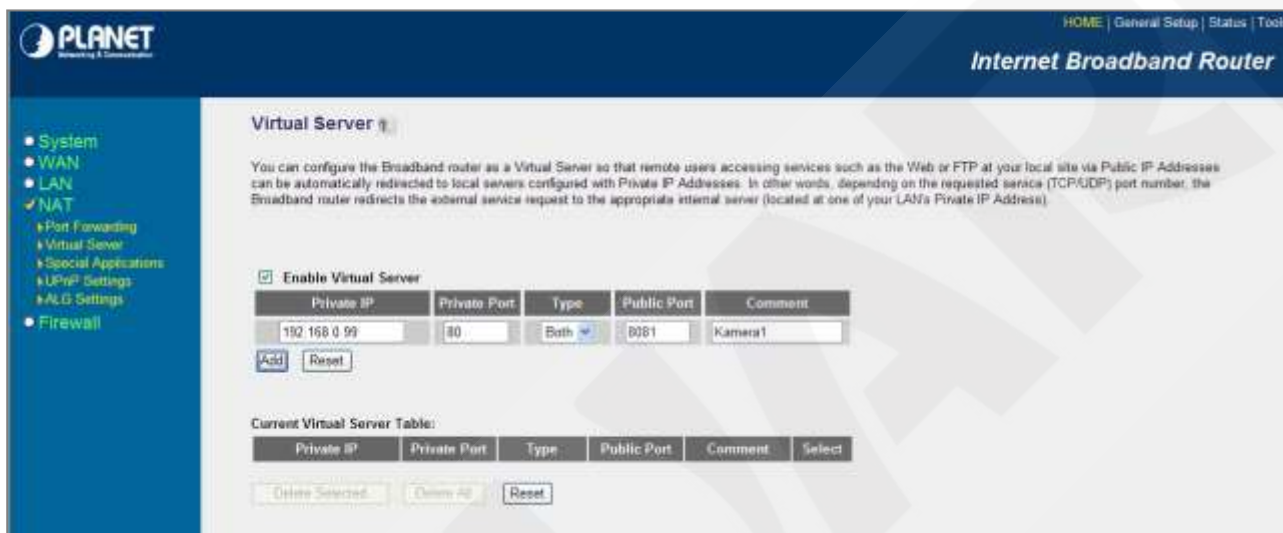 HOME | General Setup | Status | Tool
PLANET
Networking & Communication
Internet Broadband Router
System
WAN
LAN
NAT
Port Forwarding
Virtual Server
Special Applications
UPnP Settings
ALG Settings
Firewall
Virtual Server
You can configure the Broadband router as a Virtual Server so that remote users accessing services such as the Web or FTP at your local site via Public IP Addresses
can be automatically redirected to local servers configured with Private IP Addresses. In other words, depending on the requested service (TCP/UDP) port number, the
Broadband router redirects the external service request to the appropriate internal server (located at one of your LAN's Private IP Address).
Enable Virtual Server
Private IP Private Port Type Public Port Comment
192.168.0.99 80 Both 8081 Kamera1
Add Reset
Current Virtual Server Table:
Private IP Private Port Type Public Port Comment Select
Delete Selected Delete All Reset